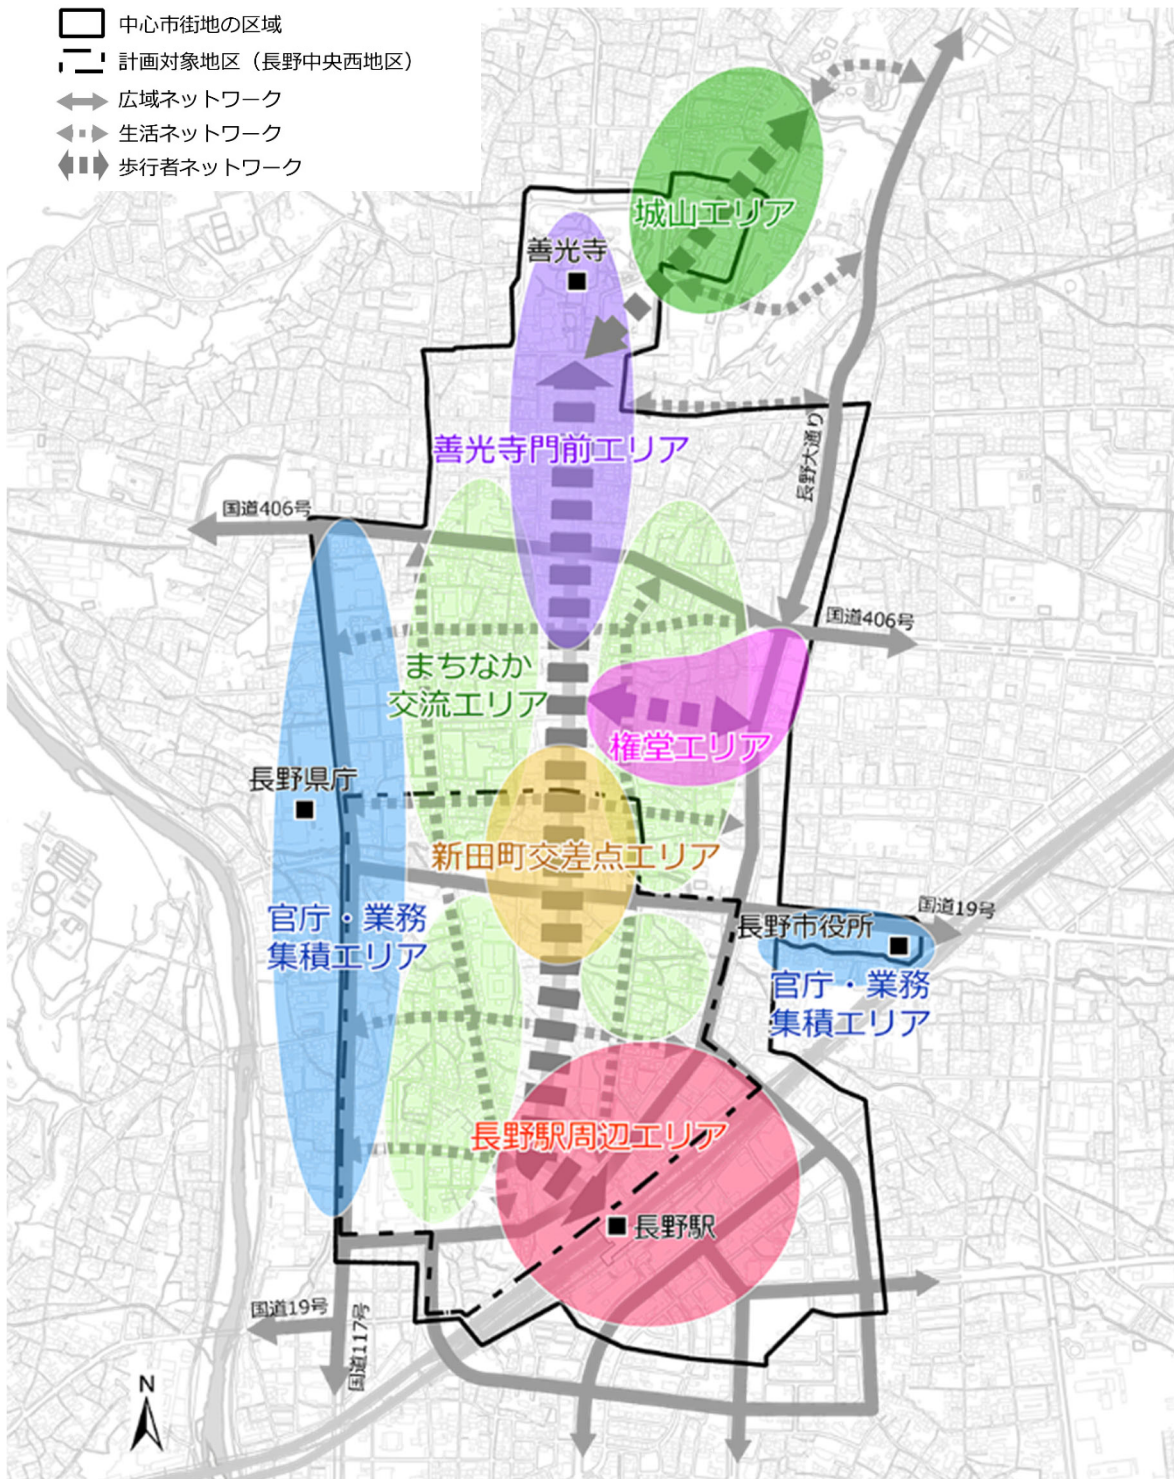 中心市街地の区域
計画対象地区（長野中央西地区）
広域ネットワーク
生活ネットワーク
歩行者ネットワーク
城山エリア
善光寺
善光寺門前エリア
長野大通り
国道406号
国道406号
まちなか
交流エリア
権堂エリア
長野県庁
新田町交差点エリア
官庁・業務
集積エリア
国道19号
長野市役所
官庁・業務
集積エリア
長野駅周辺エリア
長野駅
国道19号
国道117号
N